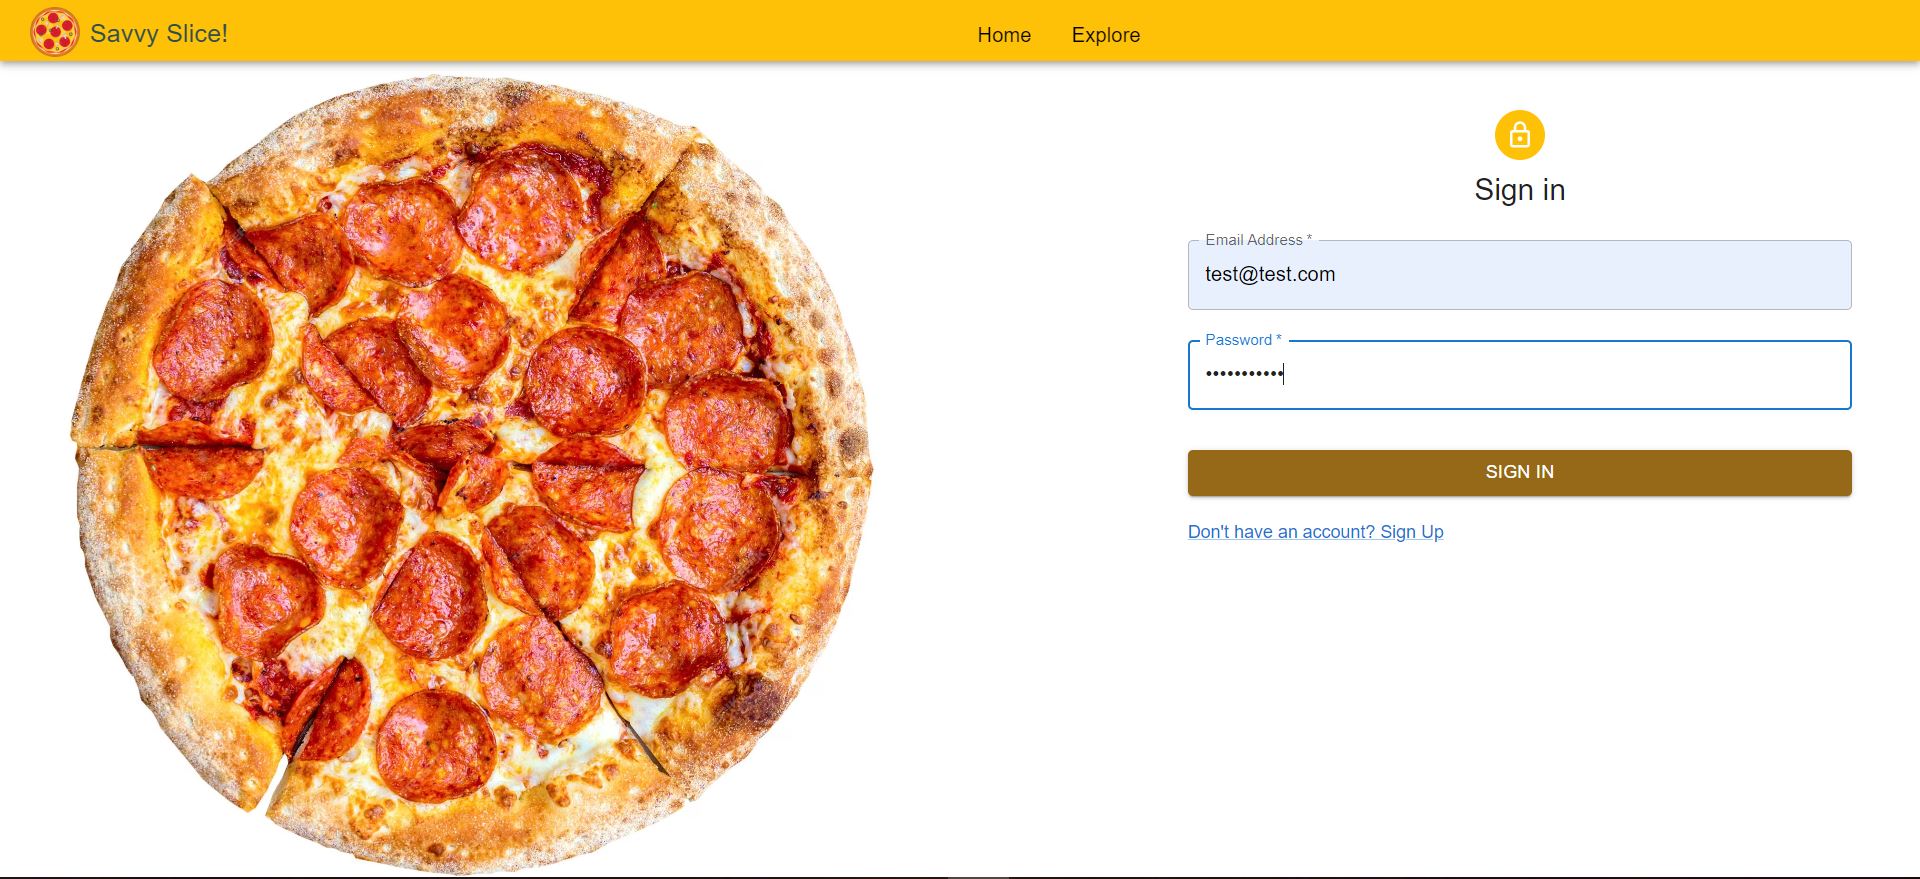 Savvy Slice!
Home
Explore
Sign in
Email Address *
test@test.com
Password *
•••••••••••
SIGN IN
Don't have an account? Sign Up